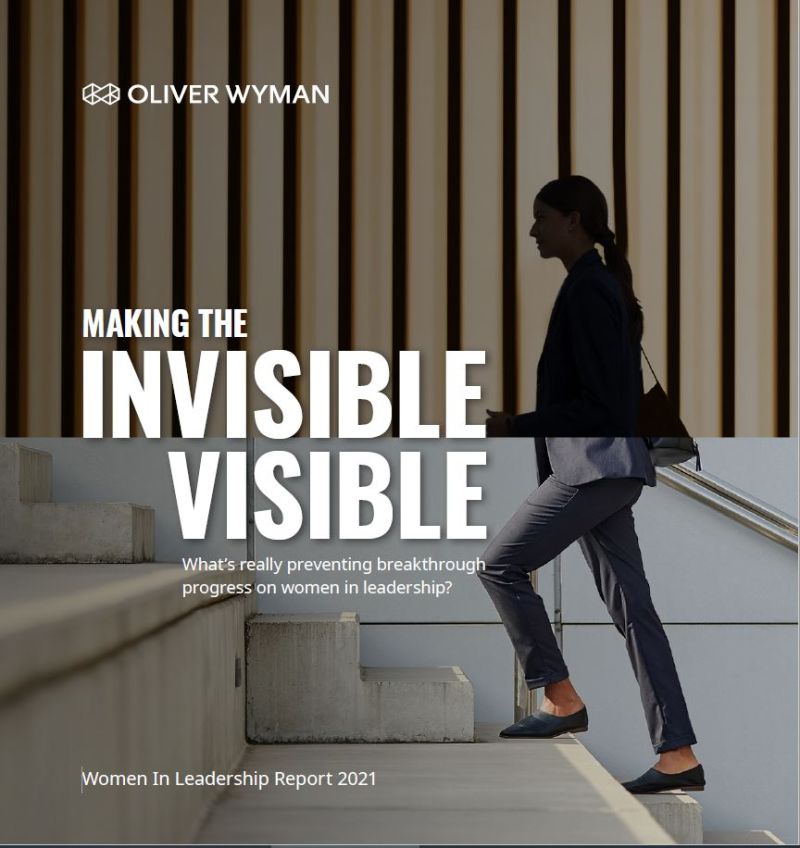 OLIVER WYMAN
MAKING THE
INVISIBLE
VISIBLE
What's really preventing breakthrough
progress on women in leadership?
Women In Leadership Report 2021